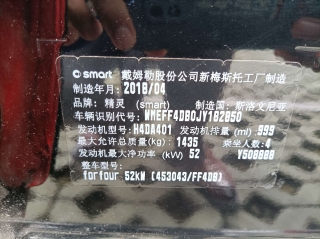 smart 戴姆勒股份公司新梅斯托工厂制造
制造年月: 2018/04
品牌: 精灵 (smart) 制造国: 斯洛文尼亚
车辆识别代号: WMEFF4DB0JY182850
发动机型号: H4DA401 发动机排量 (ml) 999
最大允许总质量(kg): 1435 乘坐人数: 4
发动机最大净功率 (kW) 52 Y506888
整车型号:
forfour 52kW (453043/FF4DB)